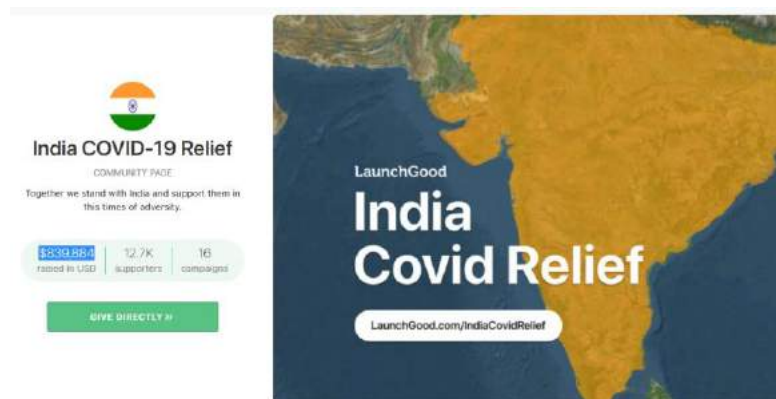 India COVID-19 Relief
COMMUNITY PAGE
Together we stand with India and support them in
this times of adversity.
$839,884
raised in USD
12.7K
supporters
16
campaigns
GIVE DIRECTLY »
LaunchGood
India
Covid Relief
LaunchGood.com/IndiaCovidRelief